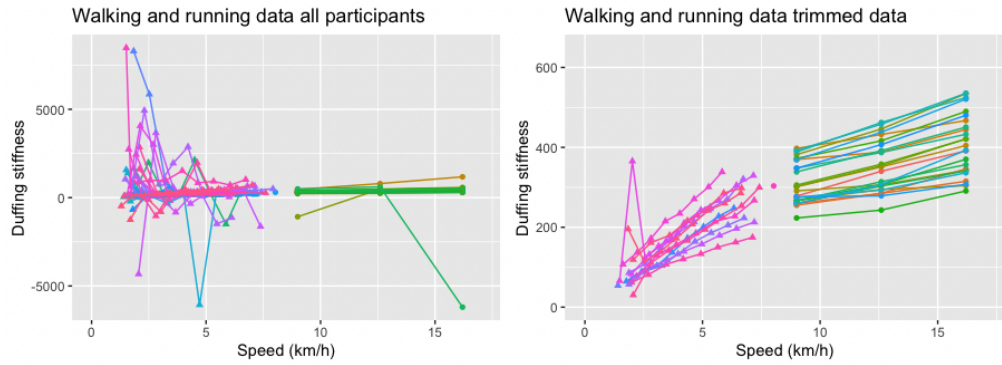 Walking and running data all participants
Duffing stiffness
5000
0
-5000
0
5
10
15
Speed (km/h)
Walking and running data trimmed data
Duffing stiffness
600
400
200
0
0
5
10
15
Speed (km/h)